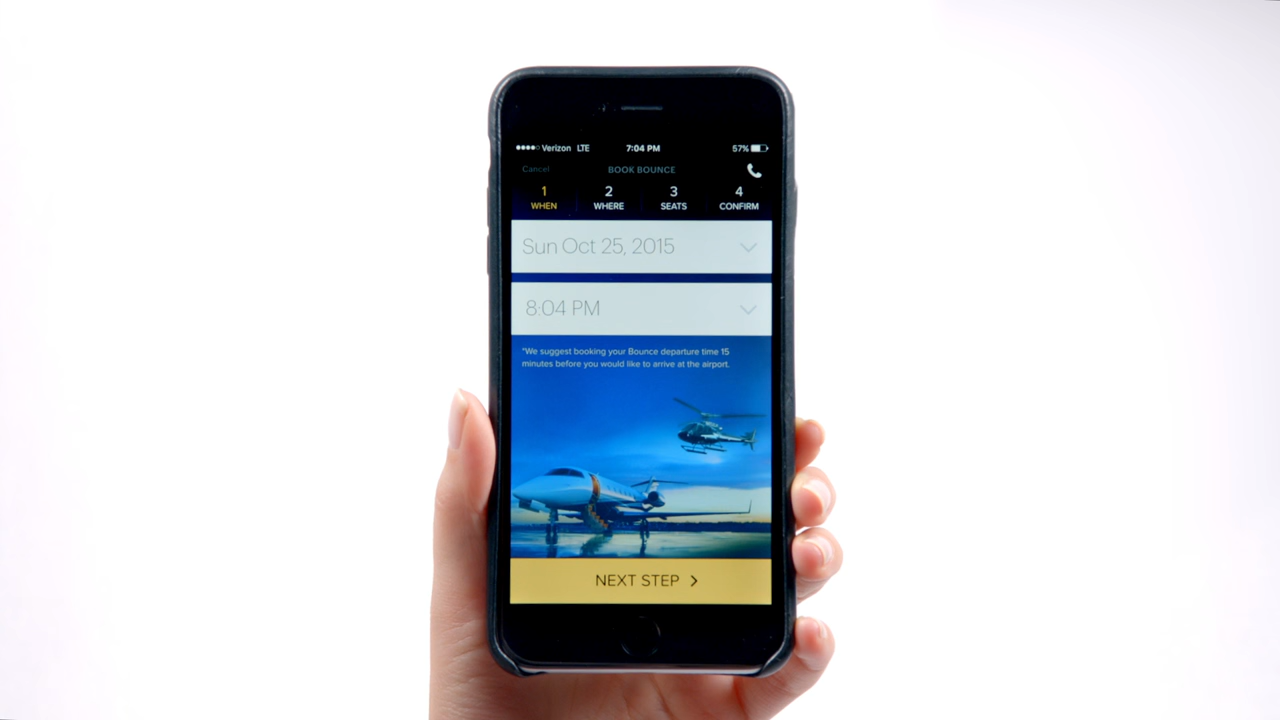 Verizon LTE 7:04 PM 57%
Cancel BOOK BOUNCE
1 2 3 4
WHEN WHERE SEATS CONFIRM
Sun Oct 25, 2015
8:04 PM
*We suggest booking your Bounce departure time 15
minutes before you would like to arrive at the airport.
NEXT STEP >